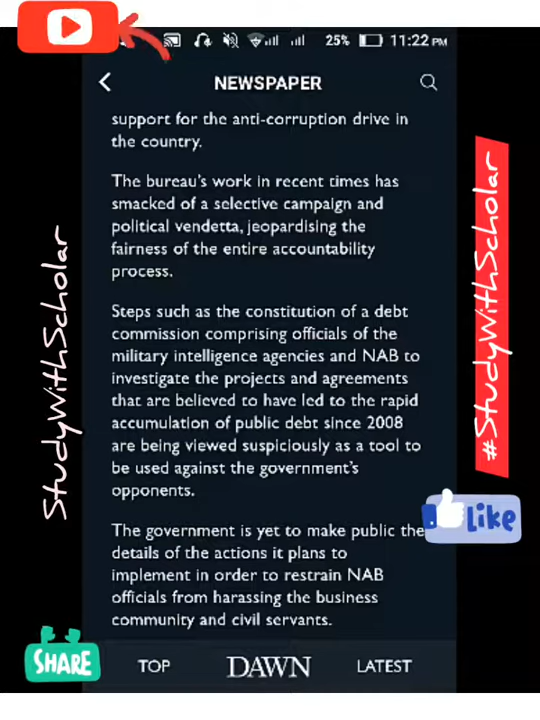 25% 11:22 PM
NEWSPAPER
support for the anti-corruption drive in
the country.
The bureau's work in recent times has
smacked of a selective campaign and
political vendetta, jeopardising the
fairness of the entire accountability
process.
Steps such as the constitution of a debt
commission comprising officials of the
military intelligence agencies and NAB to
investigate the projects and agreements
that are believed to have led to the rapid
accumulation of public debt since 2008
are being viewed suspiciously as a tool to
be used against the government's
opponents.
The government is yet to make public the
details of the actions it plans to
implement in order to restrain NAB
officials from harassing the business
community and civil servants.
TOP DAWN LATEST
StudyWithScholar
#StudyWithScholar
Like
SHARE